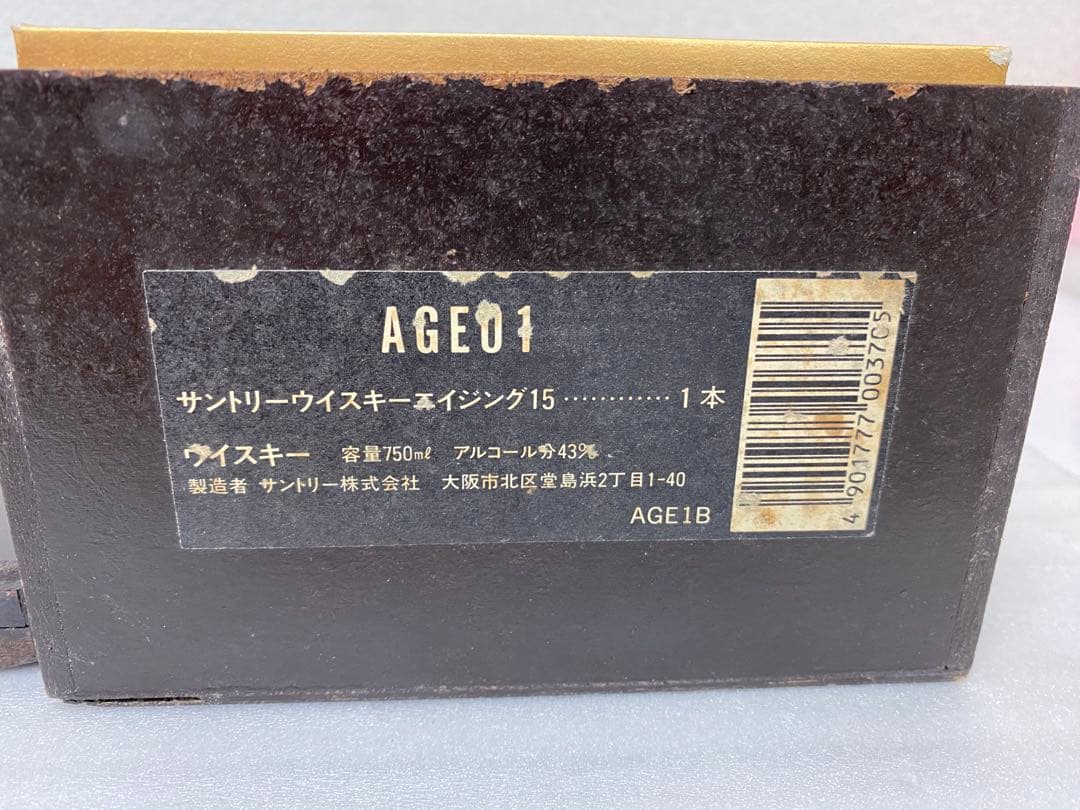 AGE01
サントリーウイスキーエイジング15…………1本
ウイスキー 容量750mℓ アルコール分43%
製造者 サントリー株式会社 大阪市北区堂島浜2丁目1-40
AGE1B
4 901777 003705